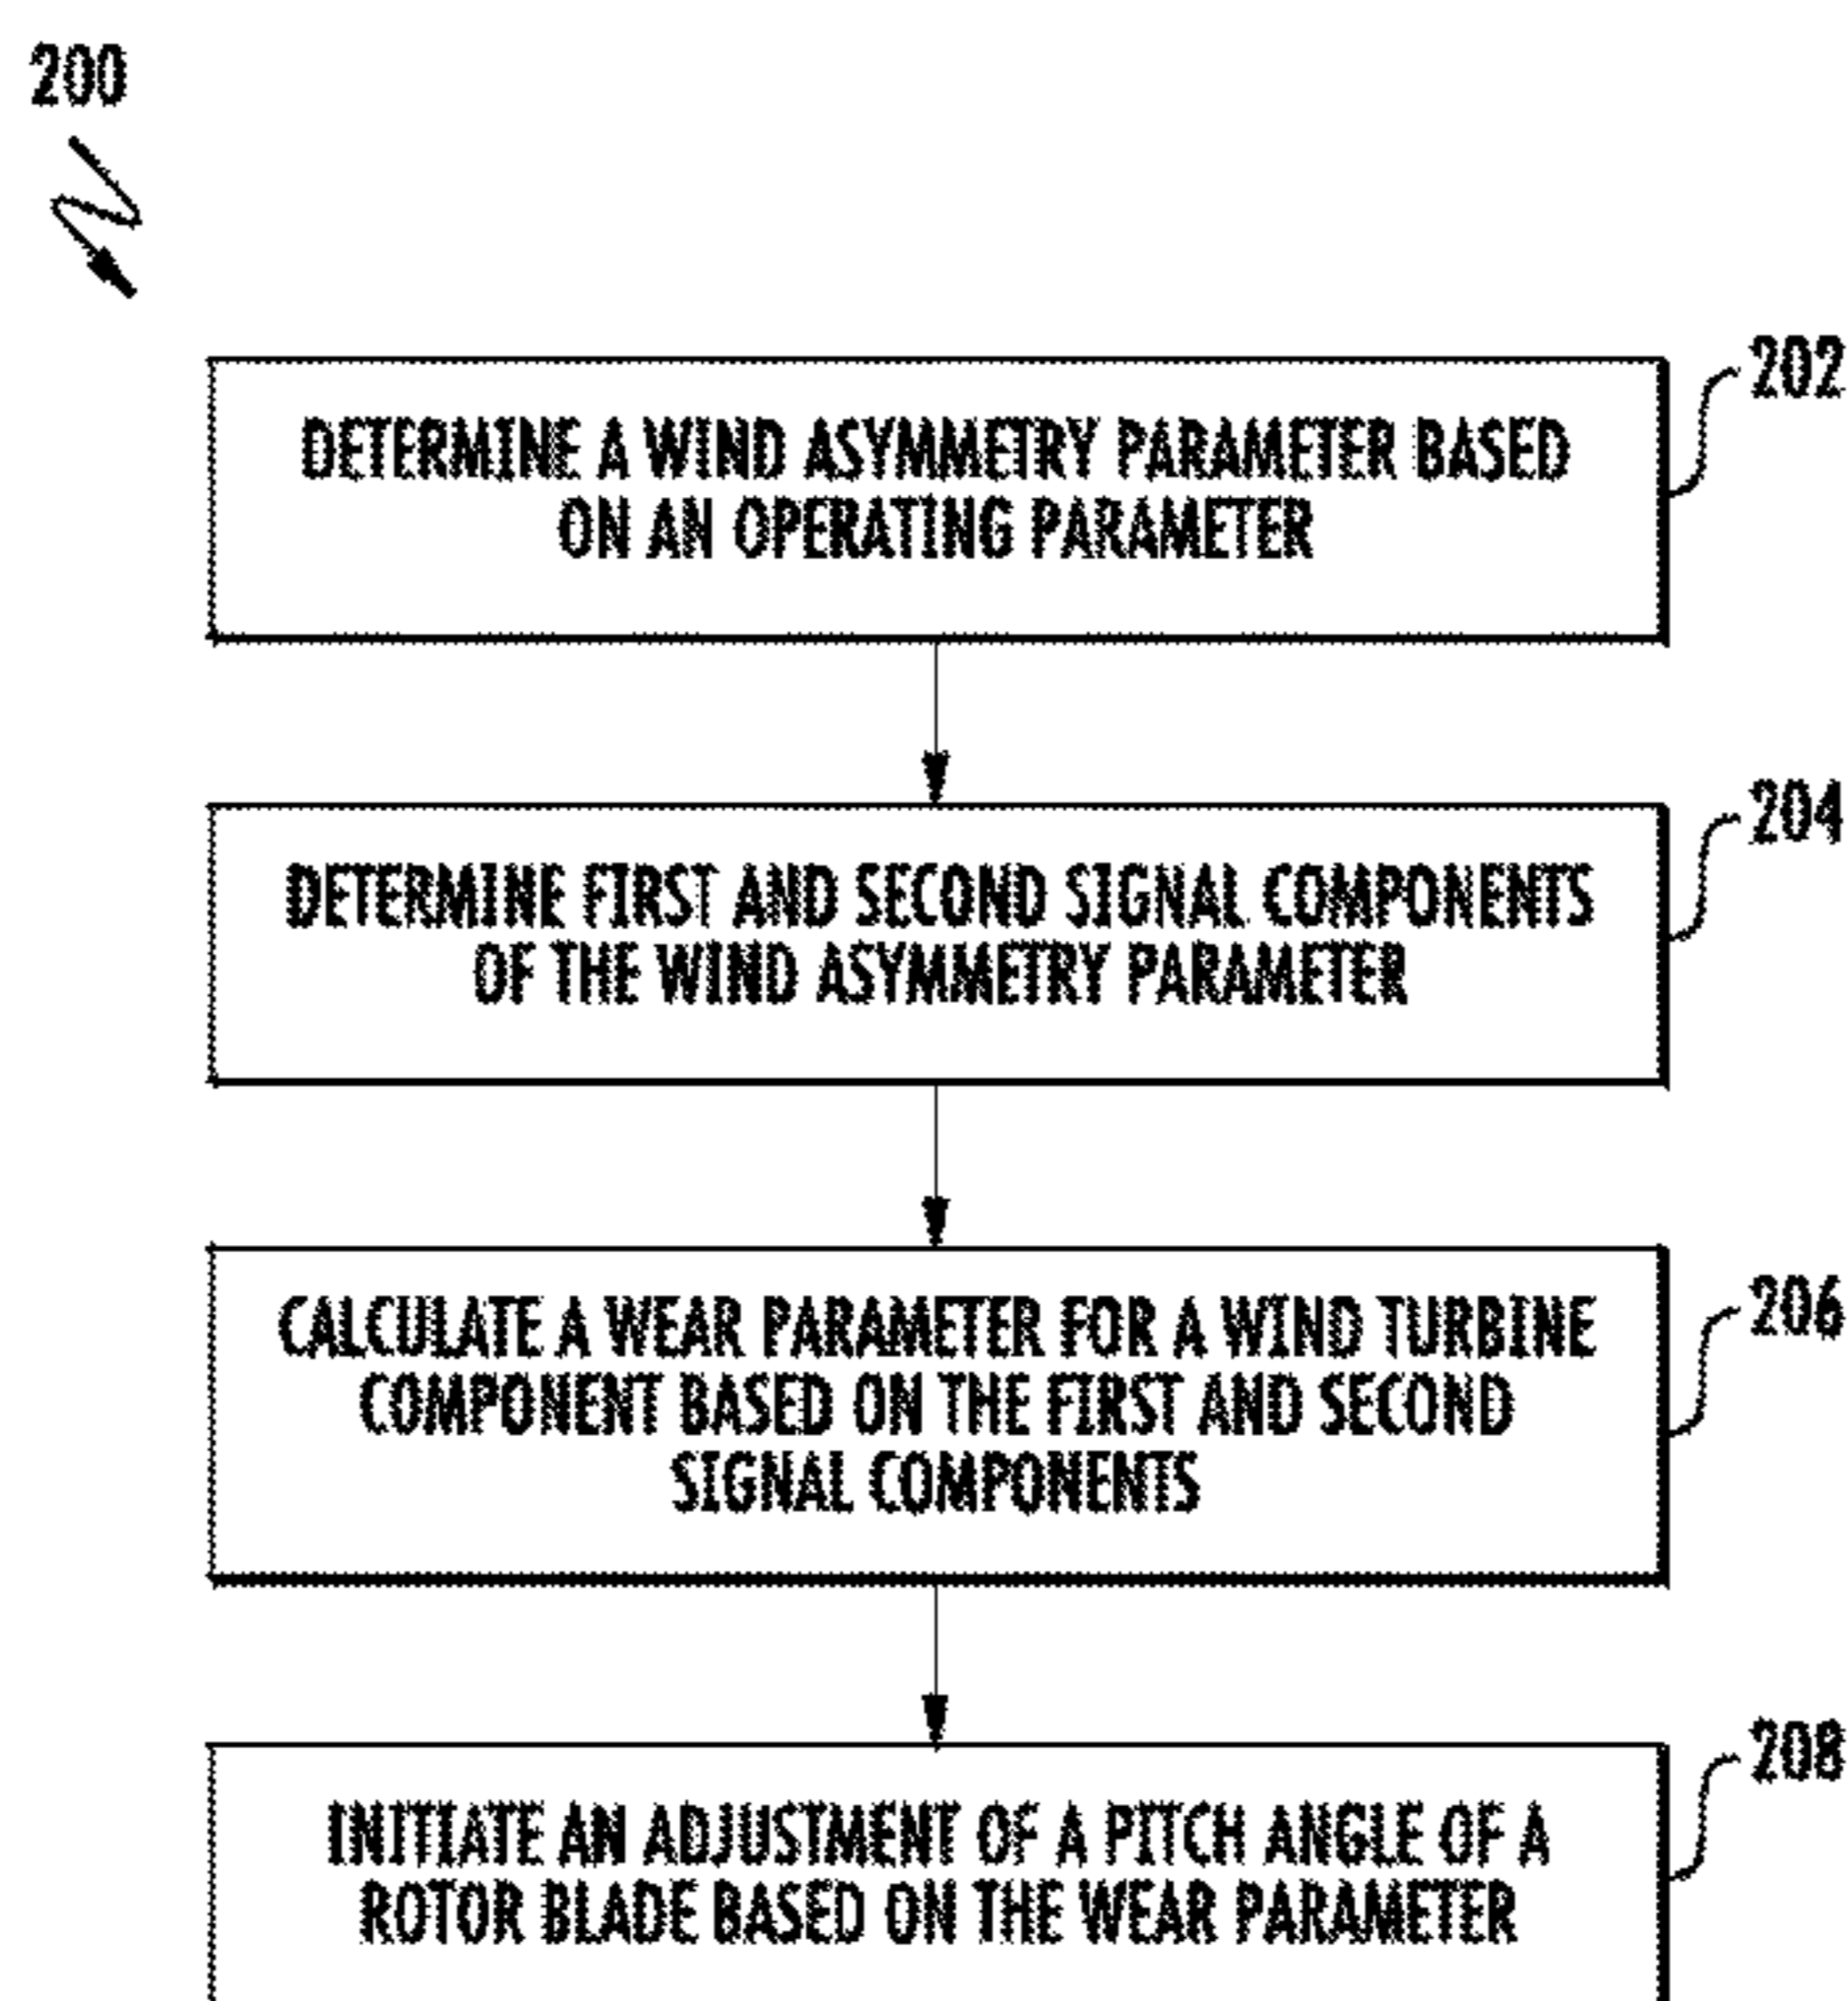 200
202
DETERMINE A WIND ASYMMETRY PARAMETER BASED
ON AN OPERATING PARAMETER
204
DETERMINE FIRST AND SECOND SIGNAL COMPONENTS
OF THE WIND ASYMMETRY PARAMETER
206
CALCULATE A WEAR PARAMETER FOR A WIND TURBINE
COMPONENT BASED ON THE FIRST AND SECOND
SIGNAL COMPONENTS
208
INITIATE AN ADJUSTMENT OF A PITCH ANGLE OF A
ROTOR BLADE BASED ON THE WEAR PARAMETER